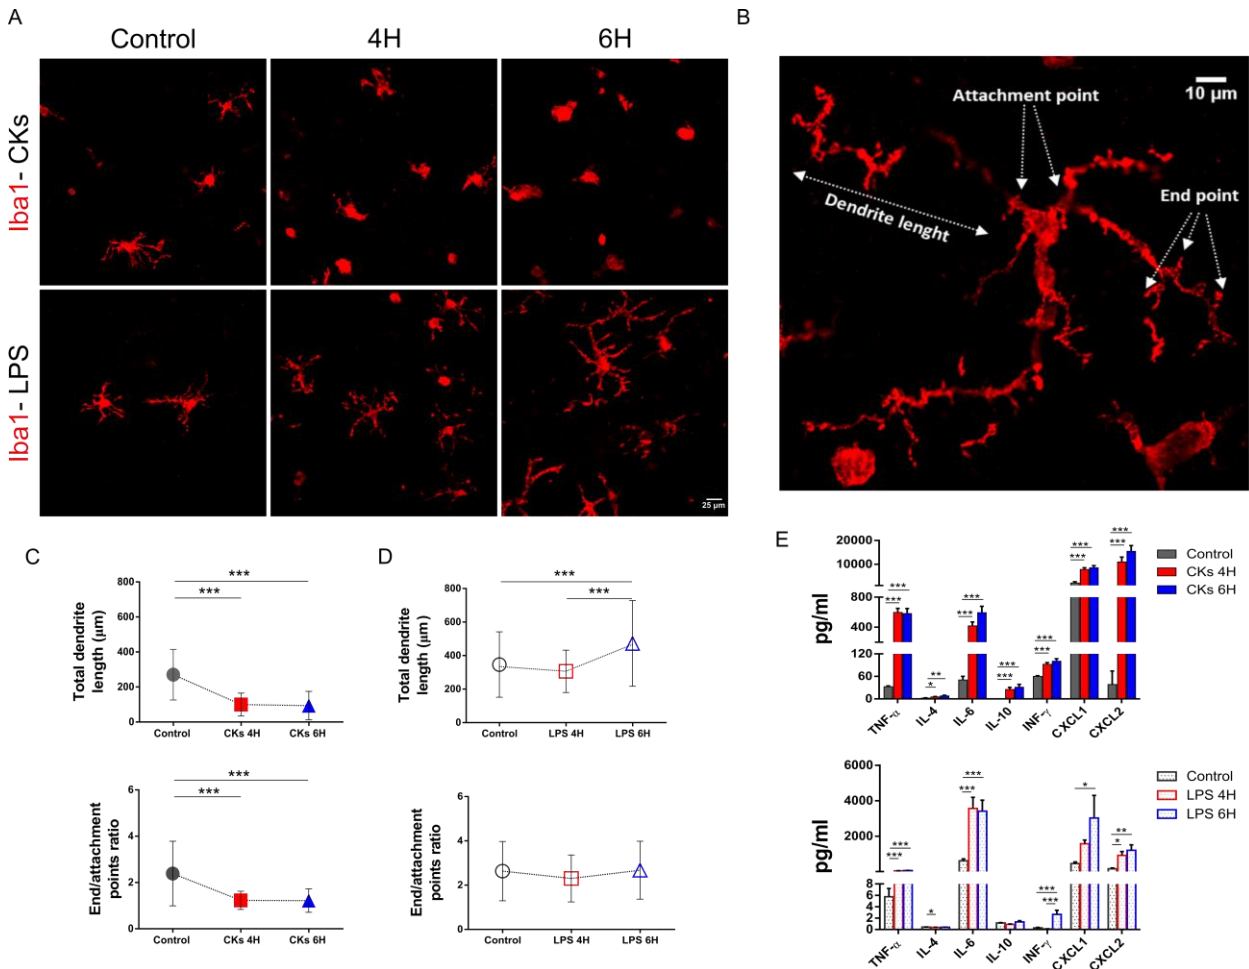 A
Control
4H
6H
Iba1- CKs
Iba1- LPS
25 µm
B
10 µm
Attachment point
End point
Dendrite lenght
C
800
600
400
200
0
Total dendrite
length (µm)
***
***
Control
CKs 4H
CKs 6H
6
4
2
0
End/attachment
points ratio
***
***
Control
CKs 4H
CKs 6H
D
800
600
400
200
0
Total dendrite
length (µm)
***
***
Control
LPS 4H
LPS 6H
6
4
2
0
End/attachment
points ratio
Control
LPS 4H
LPS 6H
E
20000
10000
800
400
120
60
0
pg/ml
***
***
**
*
***
***
***
***
***
***
***
***
***
***
Control
CKs 4H
CKs 6H
TNF-α
IL-4
IL-6
IL-10
INF-γ
CXCL1
CXCL2
6000
4000
2000
8
6
4
2
0
pg/ml
***
***
*
***
***
***
***
*
**
*
Control
LPS 4H
LPS 6H
TNF-α
IL-4
IL-6
IL-10
INF-γ
CXCL1
CXCL2